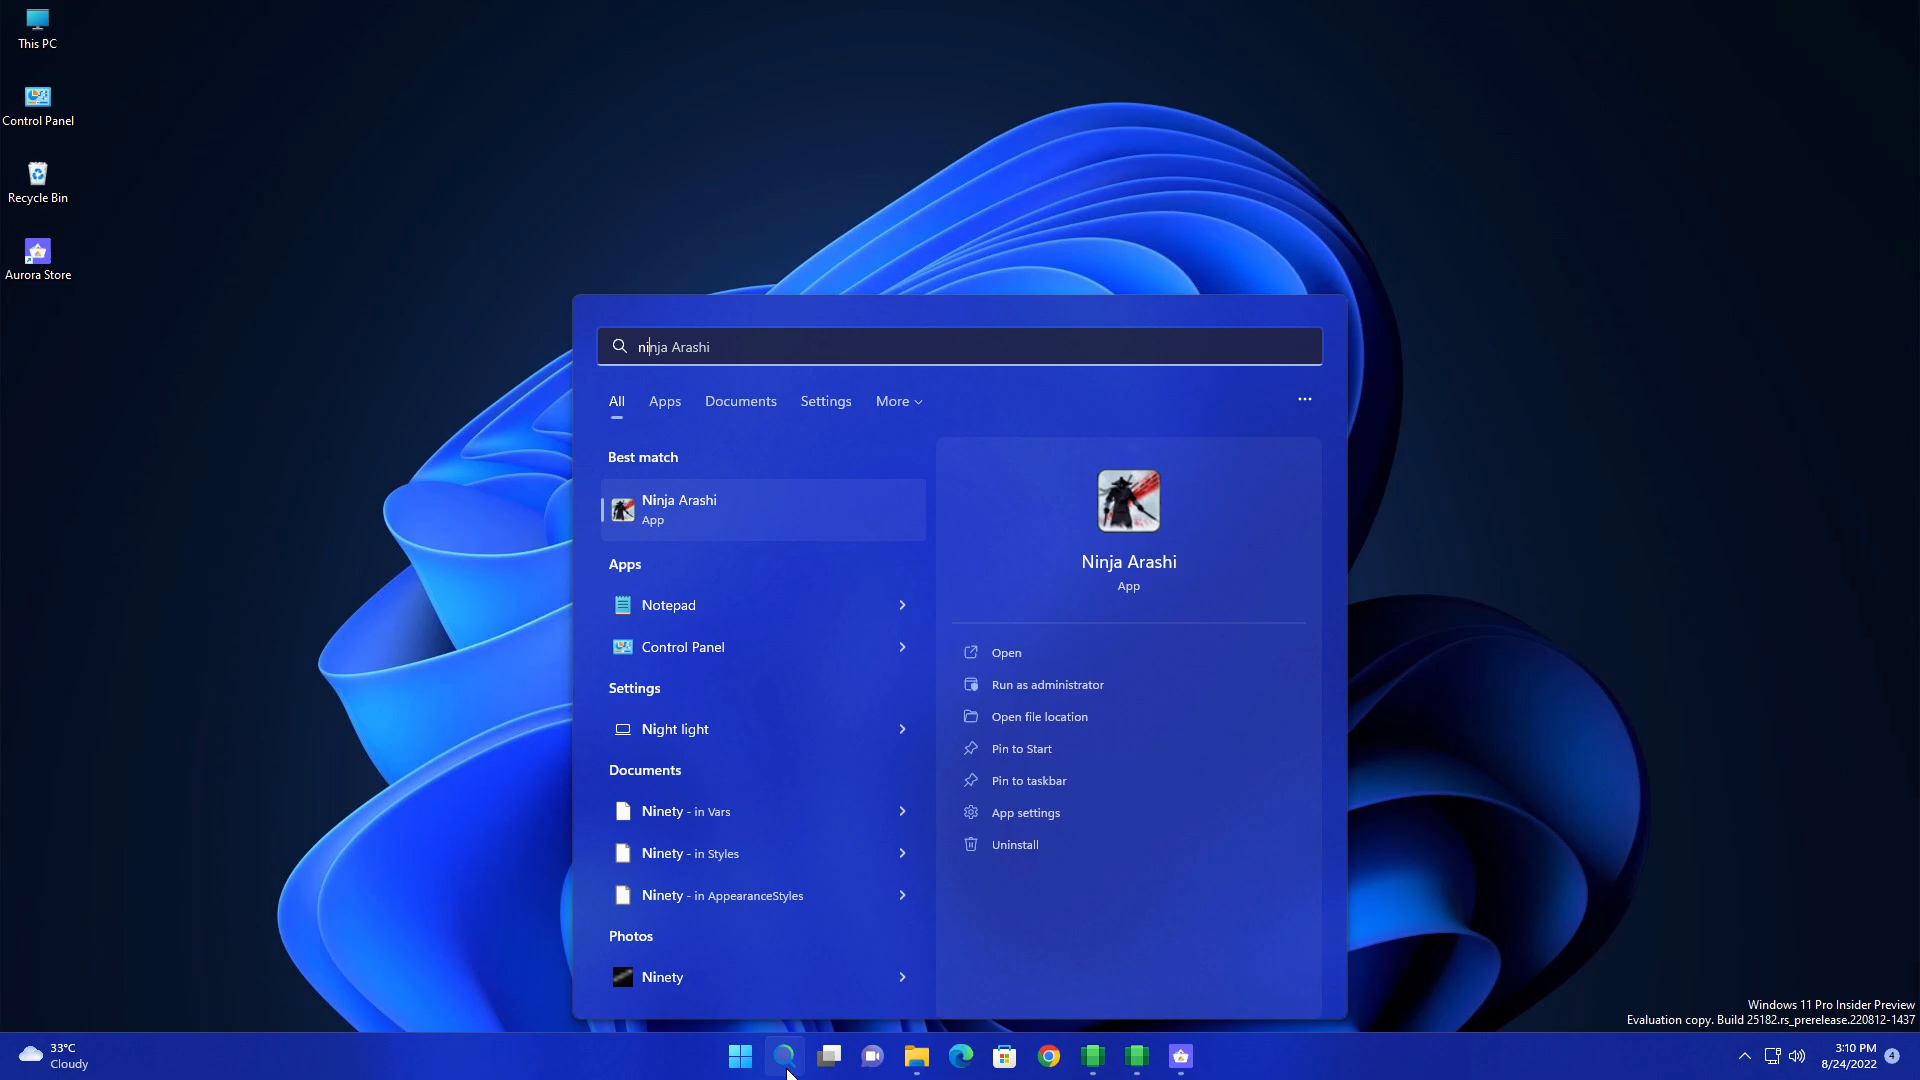 This PC
Control Panel
Recycle Bin
Aurora Store
ninja Arashi
All Apps Documents Settings More
Best match
Ninja Arashi
App
Apps
Notepad
Control Panel
Settings
Night light
Documents
Ninety - in Vars
Ninety - in Styles
Ninety - in AppearanceStyles
Photos
Ninety
Ninja Arashi
App
Open
Run as administrator
Open file location
Pin to Start
Pin to taskbar
App settings
Uninstall
Windows 11 Pro Insider Preview
Evaluation copy. Build 25182.rs_prerelease.220812-1437
33°C
Cloudy
3:10 PM
8/24/2022
4